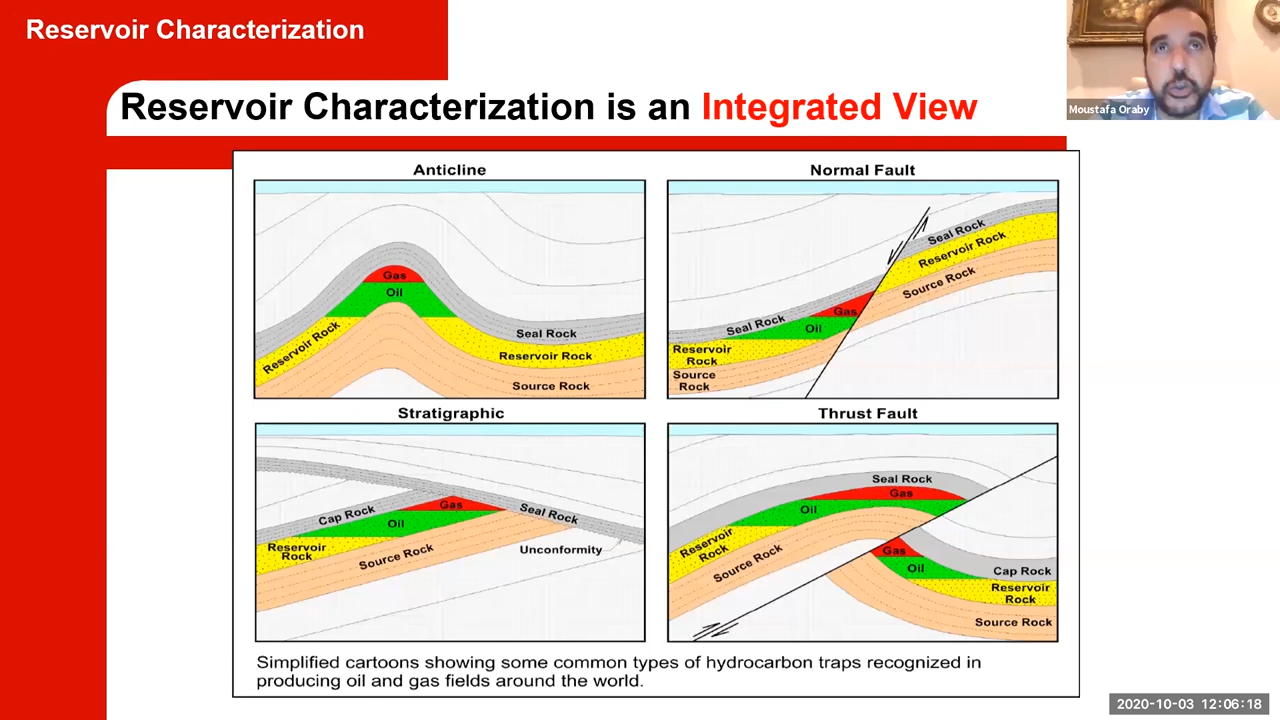 Reservoir Characterization
Moustafa Oraby
Reservoir Characterization is an Integrated View
Anticline
Gas
Oil
Seal Rock
Reservoir Rock
Reservoir Rock
Source Rock
Normal Fault
Seal Rock
Reservoir Rock
Source Rock
Gas
Seal Rock
Oil
Reservoir
Rock
Source
Rock
Stratigraphic
Gas
Cap Rock
Seal Rock
Oil
Reservoir
Rock
Source Rock
Unconformity
Thrust Fault
Seal Rock
Gas
Oil
Reservoir
Rock
Source Rock
Gas
Oil
Cap Rock
Reservoir
Rock
Source Rock
Simplified cartoons showing some common types of hydrocarbon traps recognized in
producing oil and gas fields around the world.
2020-10-03 12:06:18